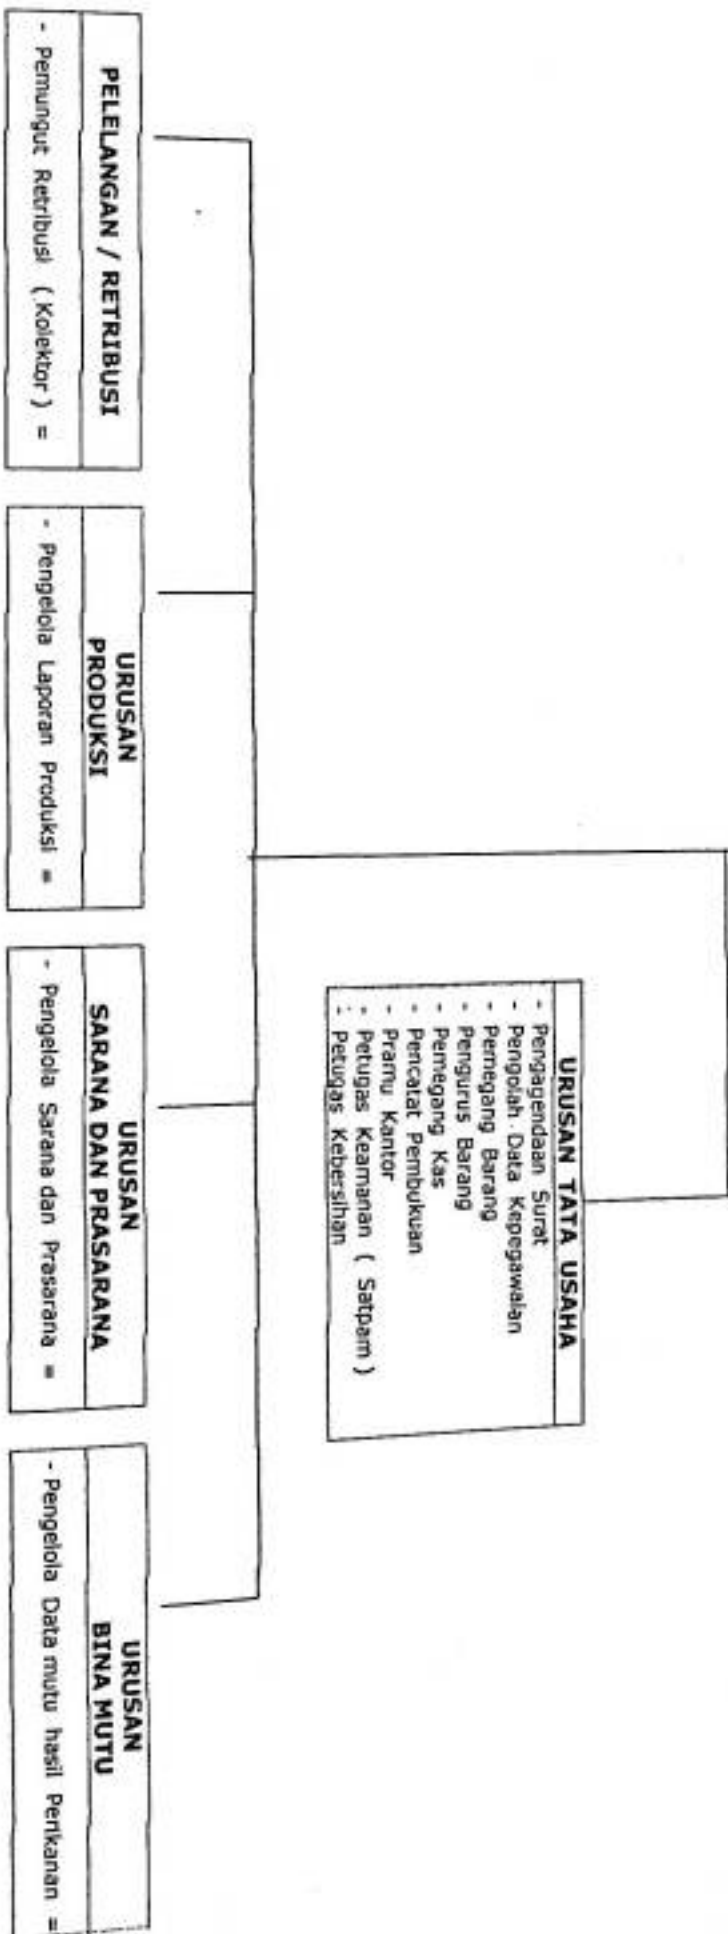 URUSAN TATA USAHA
- Pengagendaan Surat
- Pengolah Data Kepegawaian
- Pemegang Barang
- Pengurus Barang
- Pemegang Kas
- Pencatat Pembukuan
- Pramu Kantor
- Petugas Keamanan ( Satpam )
- Petugas Kebersihan
PELELANGAN / RETRIBUSI
- Pemungut Retribusi ( Kolektor ) =
URUSAN
PRODUKSI
- Pengelola Laporan Produksi =
URUSAN
SARANA DAN PRASARANA
- Pengelola Sarana dan Prasarana =
URUSAN
BINA MUTU
- Pengelola Data mutu hasil Perikanan =